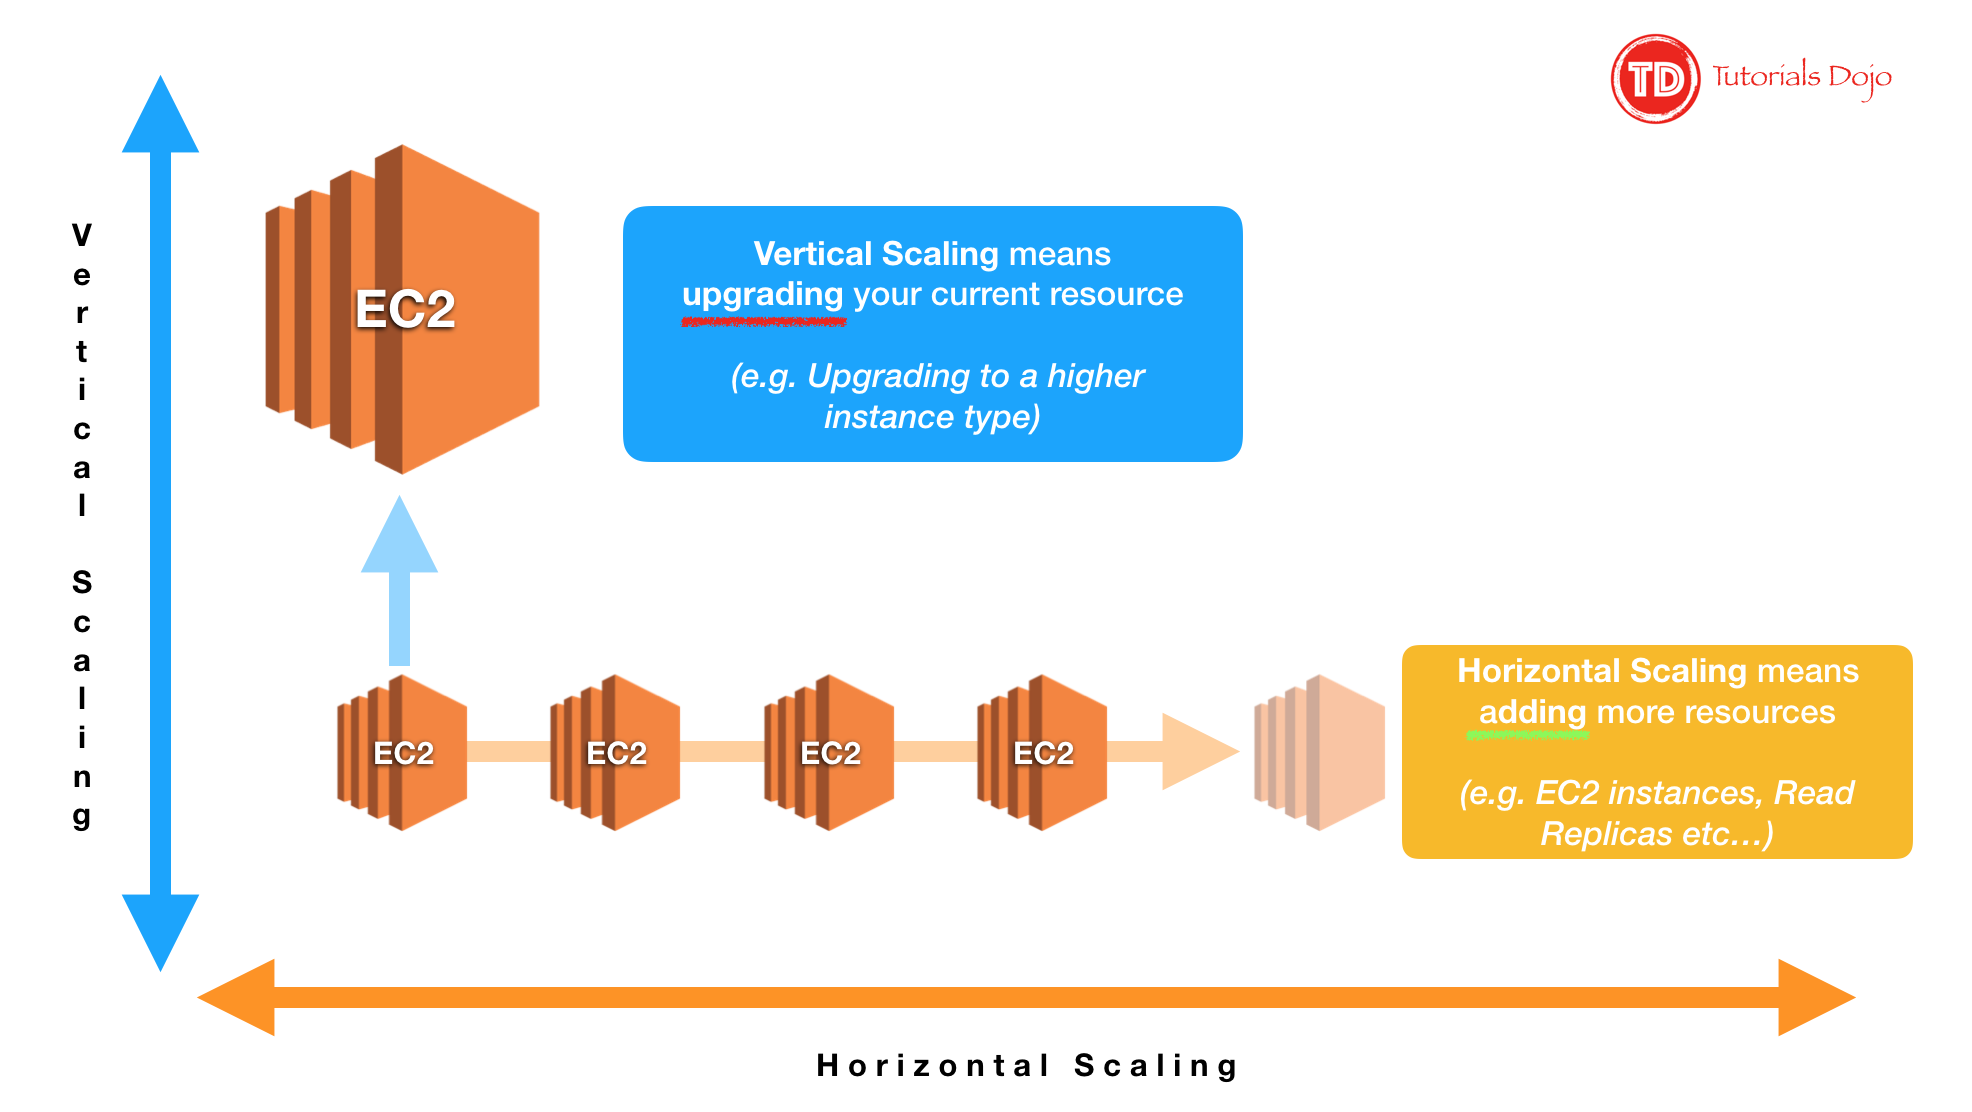 TD Tutorials Dojo
Vertical Scaling
EC2
Vertical Scaling means
upgrading your current resource
(e.g. Upgrading to a higher
instance type)
EC2
EC2
EC2
EC2
Horizontal Scaling means
adding more resources
(e.g. EC2 instances, Read
Replicas etc...)
Horizontal Scaling